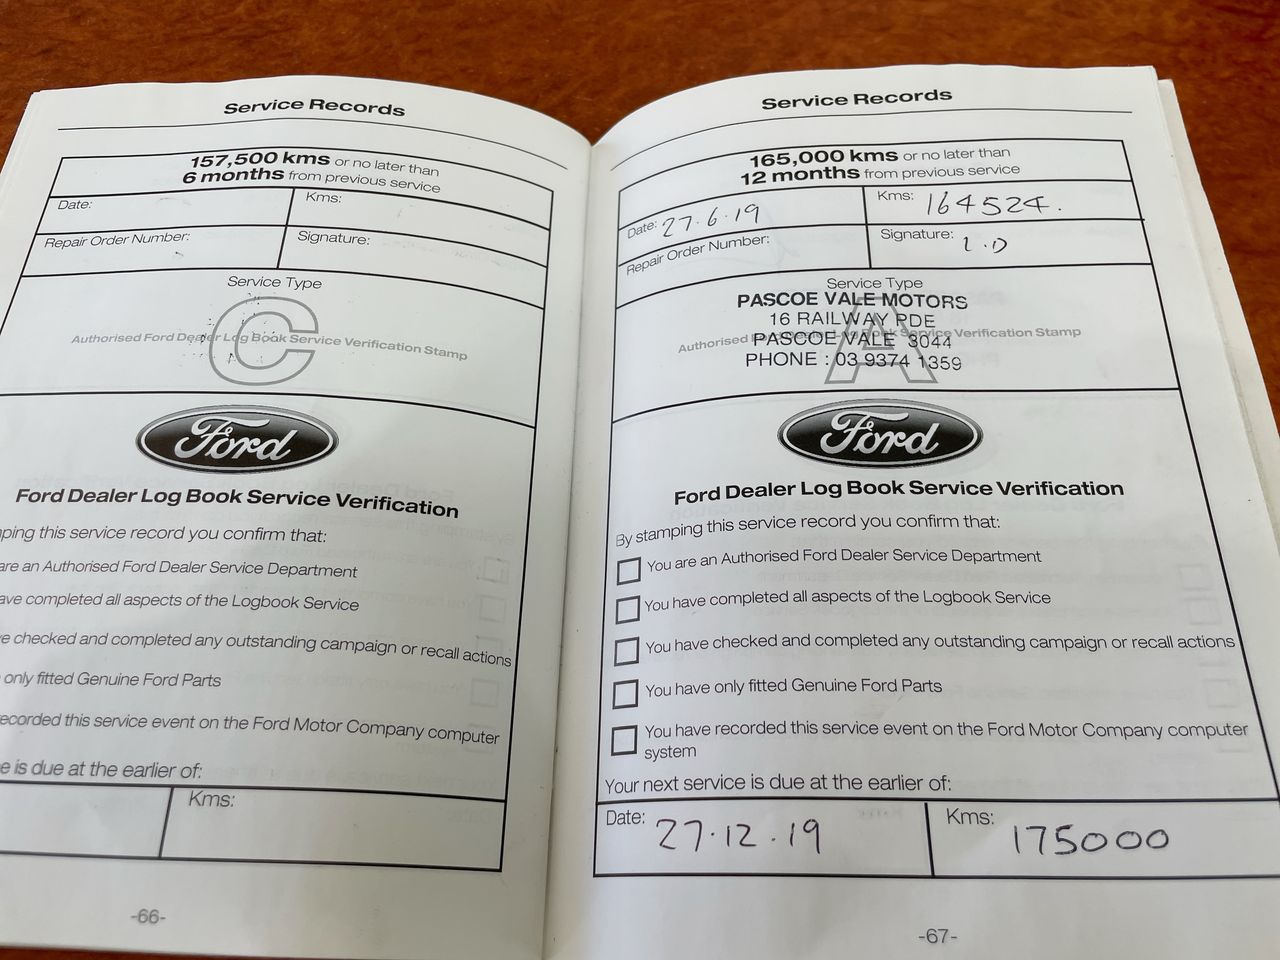 Service Records
157,500 kms or no later than
6 months from previous service
Date:
Kms:
Repair Order Number:
Signature:
Service Type
C
Authorised Ford Dealer Log Book Service Verification Stamp
Ford
Ford Dealer Log Book Service Verification
ping this service record you confirm that:
are an Authorised Ford Dealer Service Department
ave completed all aspects of the Logbook Service
e checked and completed any outstanding campaign or recall actions
only fitted Genuine Ford Parts
recorded this service event on the Ford Motor Company computer
e is due at the earlier of:
Kms:
-66-
Service Records
165,000 kms or no later than
12 months from previous service
Date: 27.6.19
Kms: 164524.
Repair Order Number:
Signature: L.D
Service Type
A
PASCOE VALE MOTORS
16 RAILWAY PDE
Authorised Ford Dealer Log Book Service Verification Stamp
PASCOE VALE 3044
PHONE : 03 9374 1359
Ford
Ford Dealer Log Book Service Verification
By stamping this service record you confirm that:
You are an Authorised Ford Dealer Service Department
You have completed all aspects of the Logbook Service
You have checked and completed any outstanding campaign or recall actions
You have only fitted Genuine Ford Parts
You have recorded this service event on the Ford Motor Company computer
system
Your next service is due at the earlier of:
Date: 27.12.19
Kms: 175000
-67-